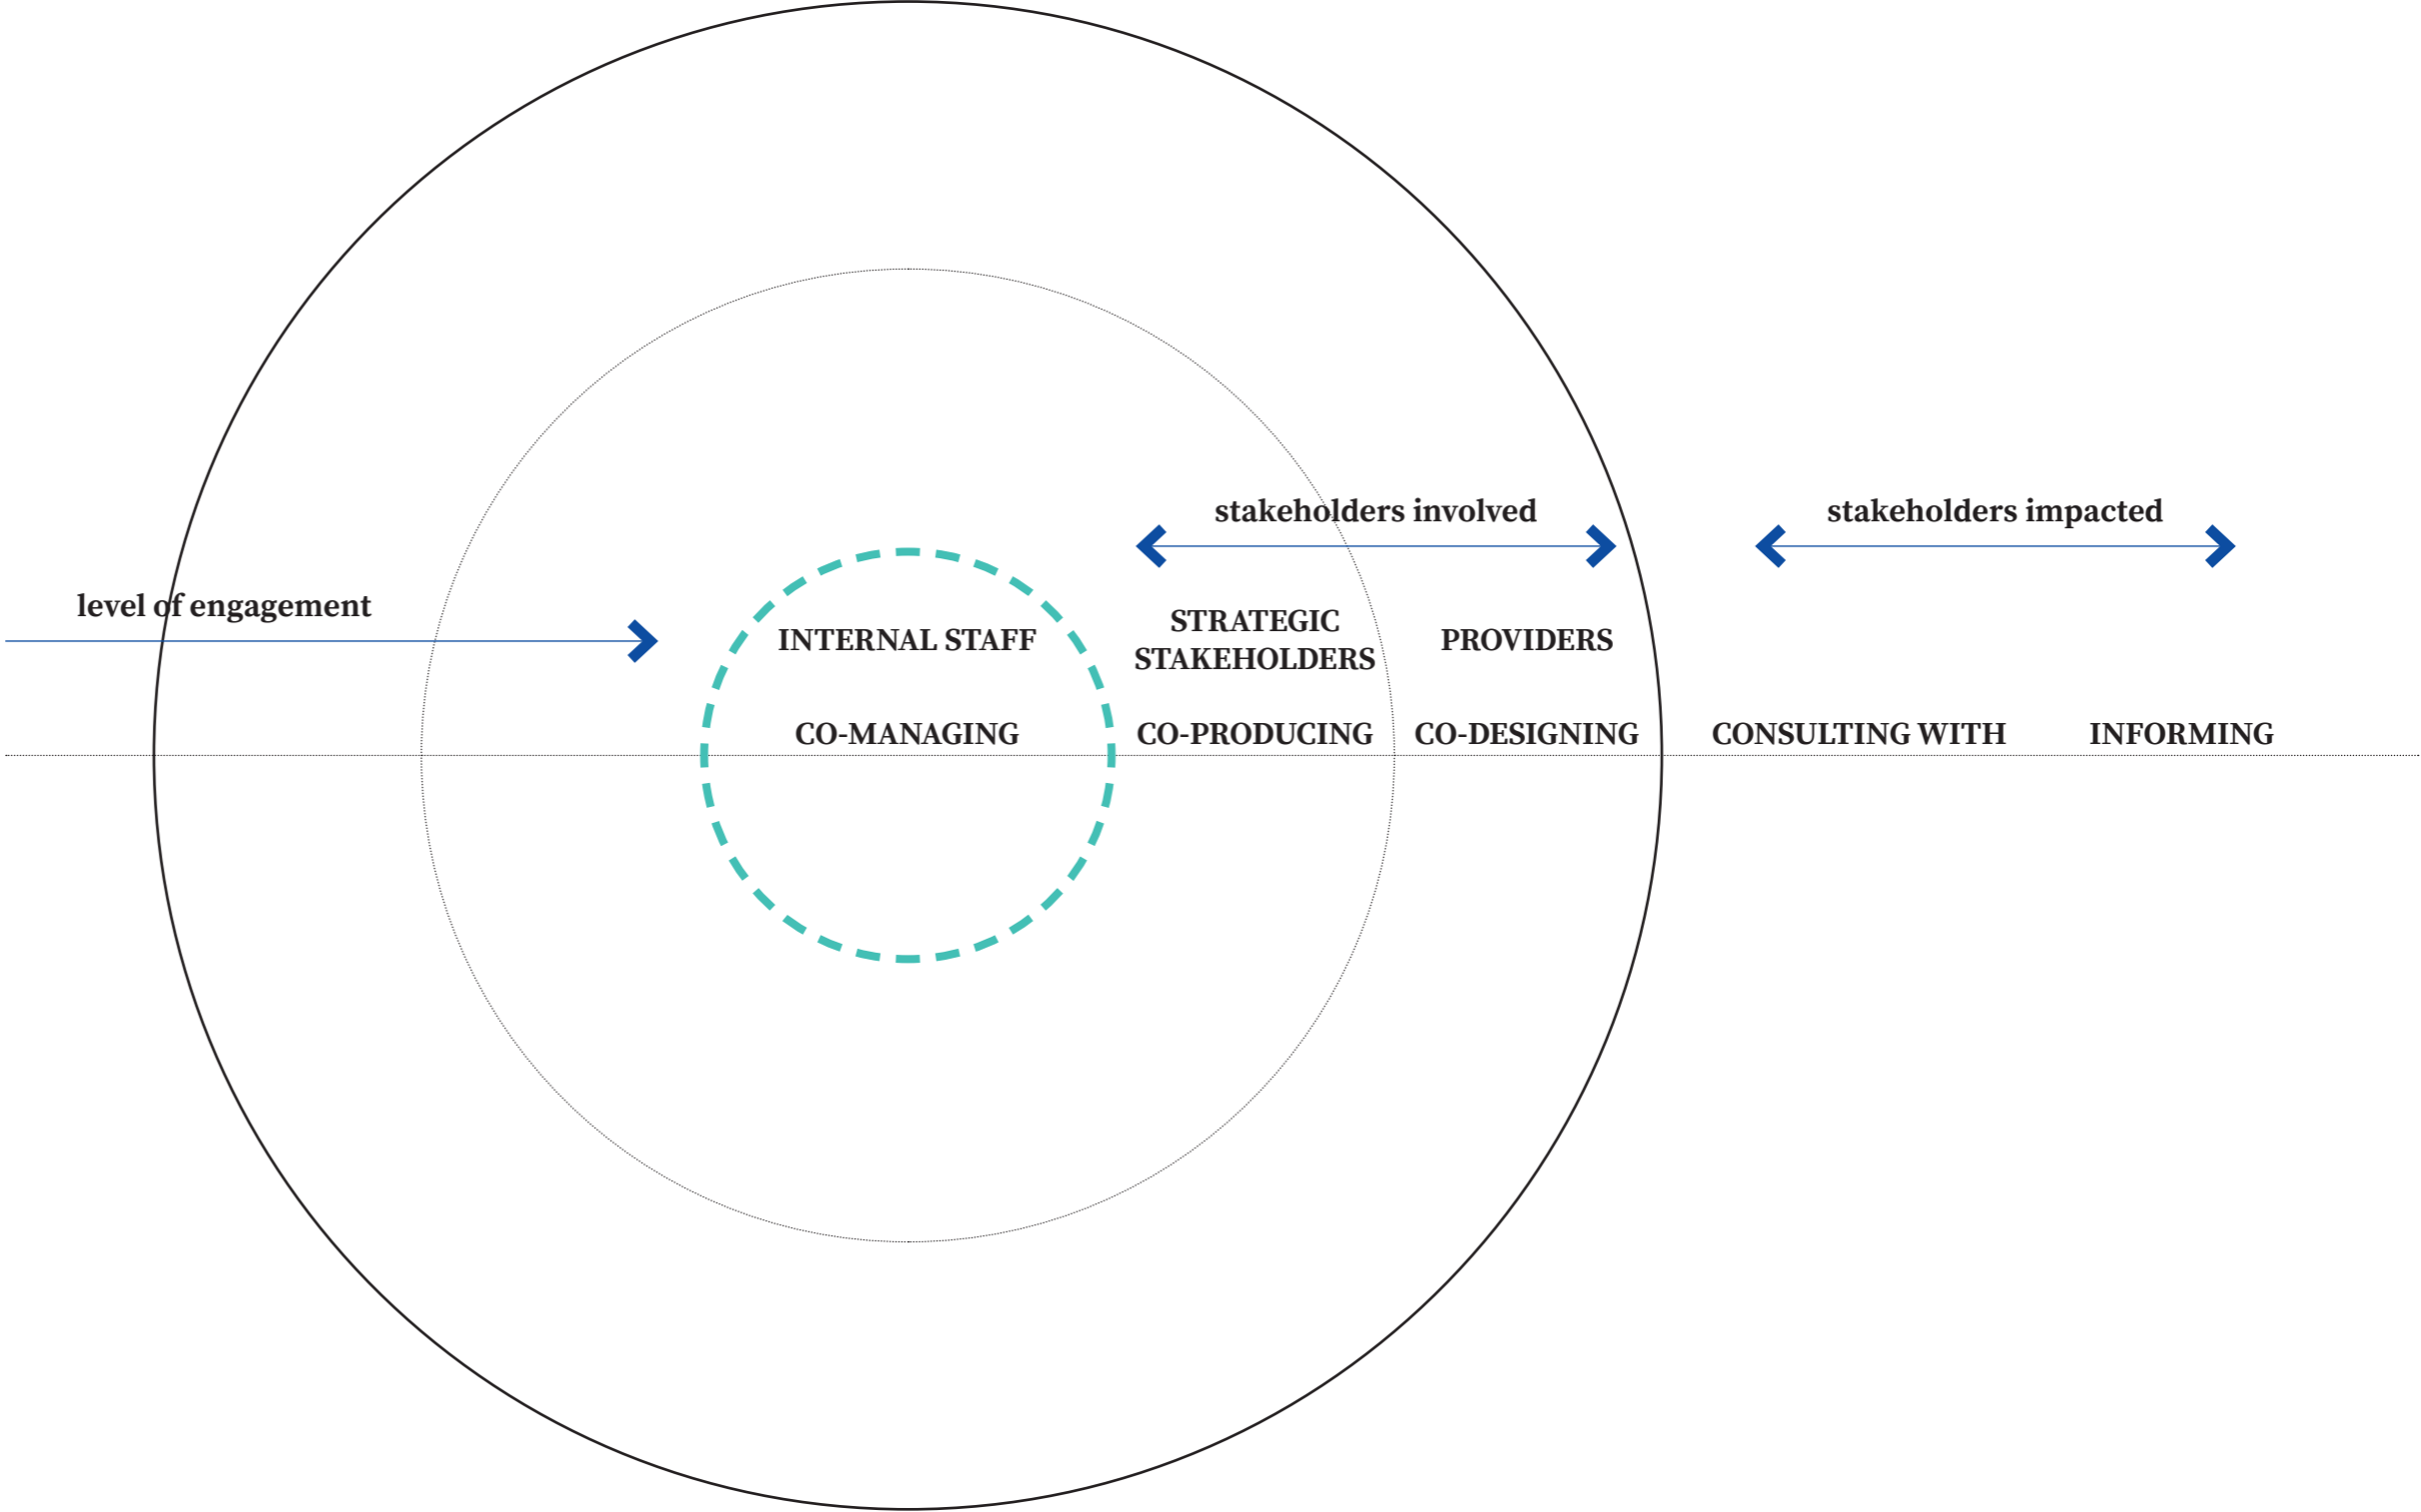 stakeholders involved
stakeholders impacted
level of engagement
INTERNAL STAFF
STRATEGIC
STAKEHOLDERS
PROVIDERS
CO-MANAGING
CO-PRODUCING
CO-DESIGNING
CONSULTING WITH
INFORMING